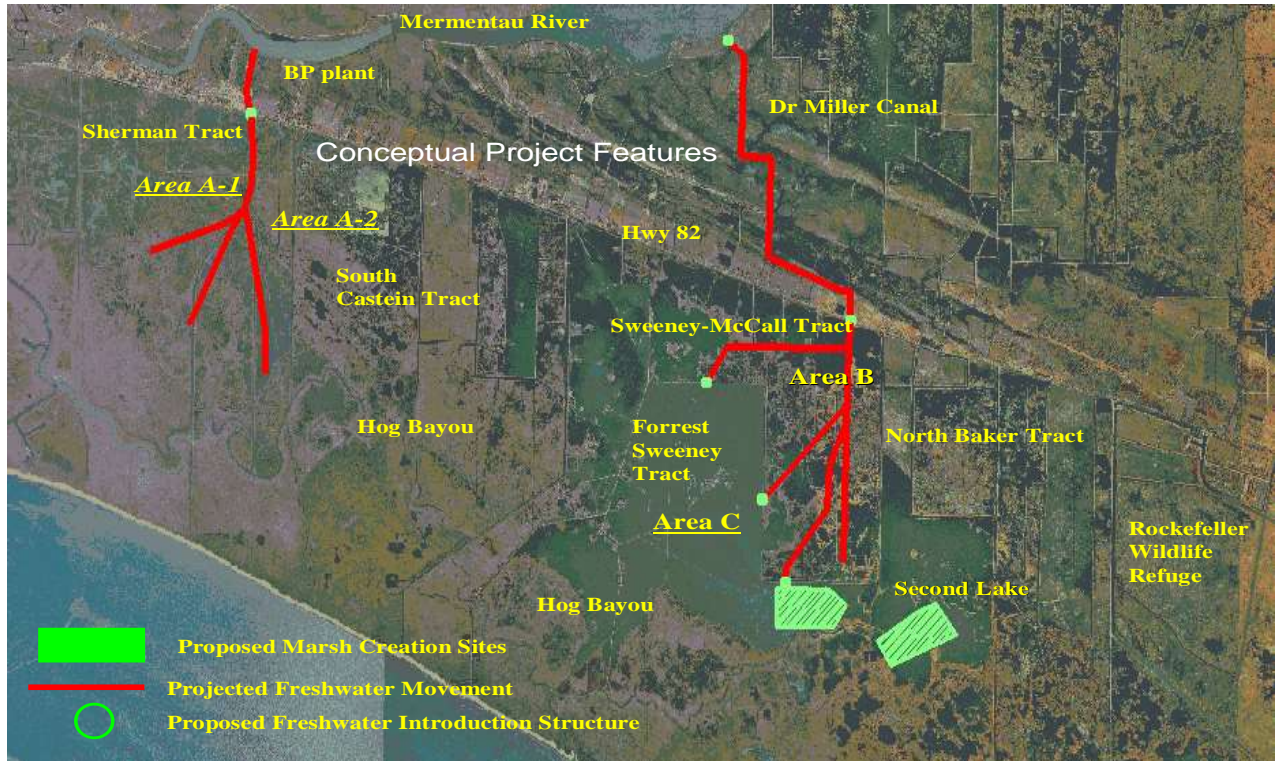 Mermentau River
BP plant
Dr Miller Canal
Sherman Tract
Conceptual Project Features
Area A-1
Area A-2
Hwy 82
South
Castein Tract
Sweeney-McCall Tract
Area B
Hog Bayou
Forrest
Sweeney
Tract
North Baker Tract
Area C
Rockefeller
Wildlife
Refuge
Second Lake
Hog Bayou
Proposed Marsh Creation Sites
Projected Freshwater Movement
Proposed Freshwater Introduction Structure